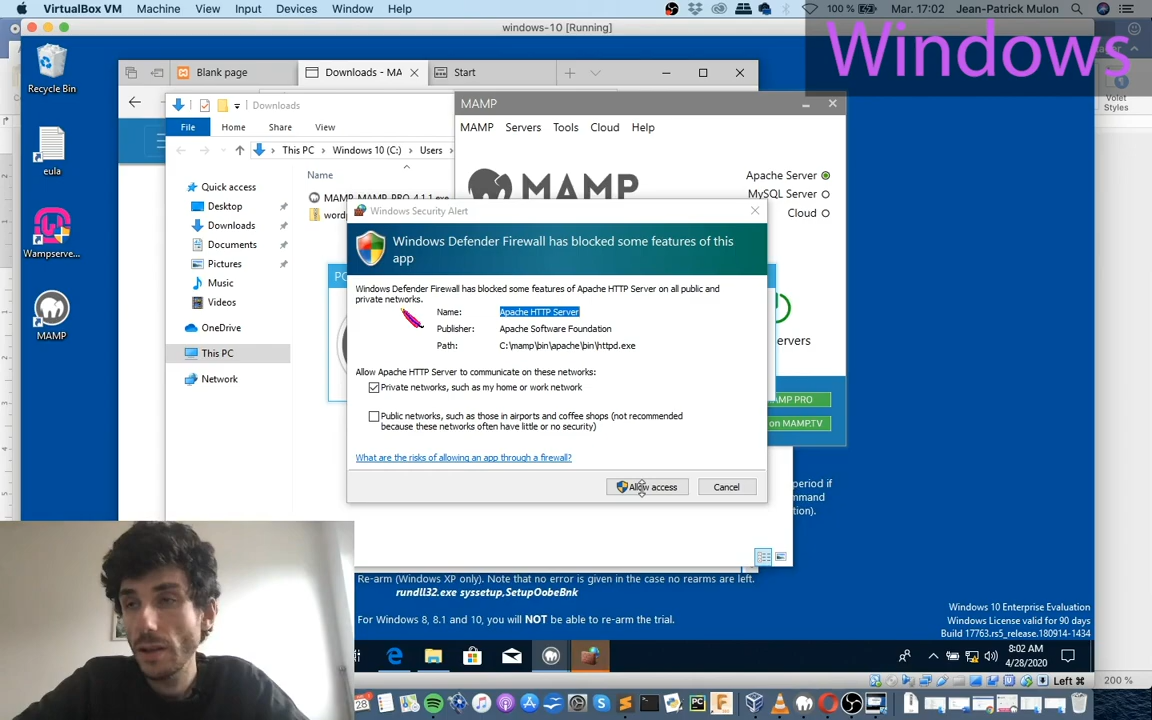 VirtualBox VM Machine View Input Devices Window Help
100 % Mar. 17:02 Jean-Patrick Mulon
windows-10 [Running]
Windows
Volet
Styles
Recycle Bin
eula
Wampserve...
MAMP
Blank page
Downloads - MA
Start
Downloads
File Home Share View
This PC > Windows 10 (C:) > Users
Name
MAMP_MAMP_PRO_4.1.1.exe
wordp
Quick access
Desktop
Downloads
Documents
Pictures
Music
Videos
OneDrive
This PC
Network
MAMP
MAMP Servers Tools Cloud Help
MAMP
Apache Server
MySQL Server
Cloud
ervers
AMP PRO
on MAMP.TV
Windows Security Alert
Windows Defender Firewall has blocked some features of this
app
Windows Defender Firewall has blocked some features of Apache HTTP Server on all public and
private networks.
Name: Apache HTTP Server
Publisher: Apache Software Foundation
Path: C:\mamp\bin\apache\bin\httpd.exe
Allow Apache HTTP Server to communicate on these networks:
Private networks, such as my home or work network
Public networks, such as those in airports and coffee shops (not recommended
because these networks often have little or no security)
What are the risks of allowing an app through a firewall?
Allow access Cancel
period if
mmand
tion).
Re-arm (Windows XP only). Note that no error is given in the case no rearms are left.
rundll32.exe syssetup,SetupOobeBnk
For Windows 8, 8.1 and 10, you will NOT be able to re-arm the trial.
Windows 10 Enterprise Evaluation
Windows License valid for 90 days
Build 17763.rs5_release.180914-1434
8:02 AM
4/28/2020
Left ⌘
200 %